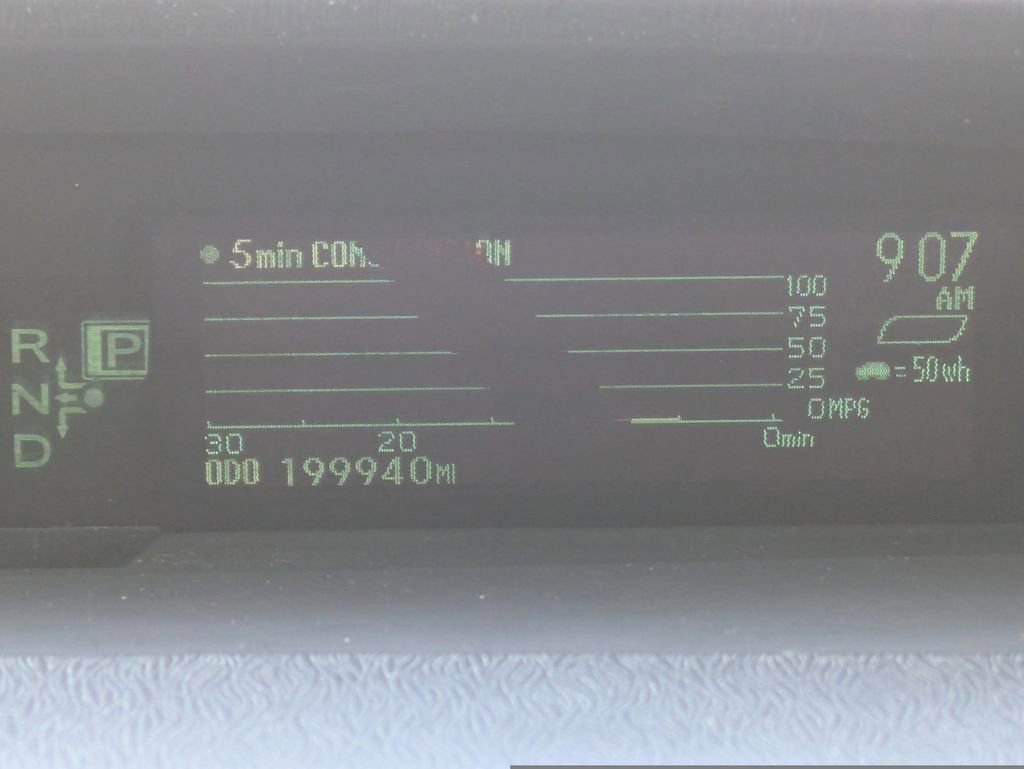 5min
907
AM
100
75
50
25
0MPG
= 50wh
R
P
N
D
30 20 0min
ODO 199940MI